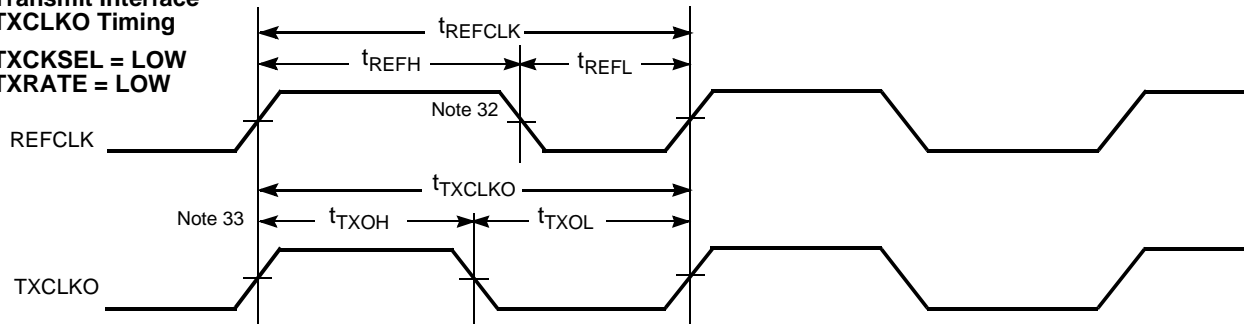 Transmit Interface
TXCLKO Timing
TXCKSEL = LOW
TXRATE = LOW
tREFCLK
tREFH
tREFL
Note 32
REFCLK
tTXCLKO
Note 33
tTXOH
tTXOL
TXCLKO